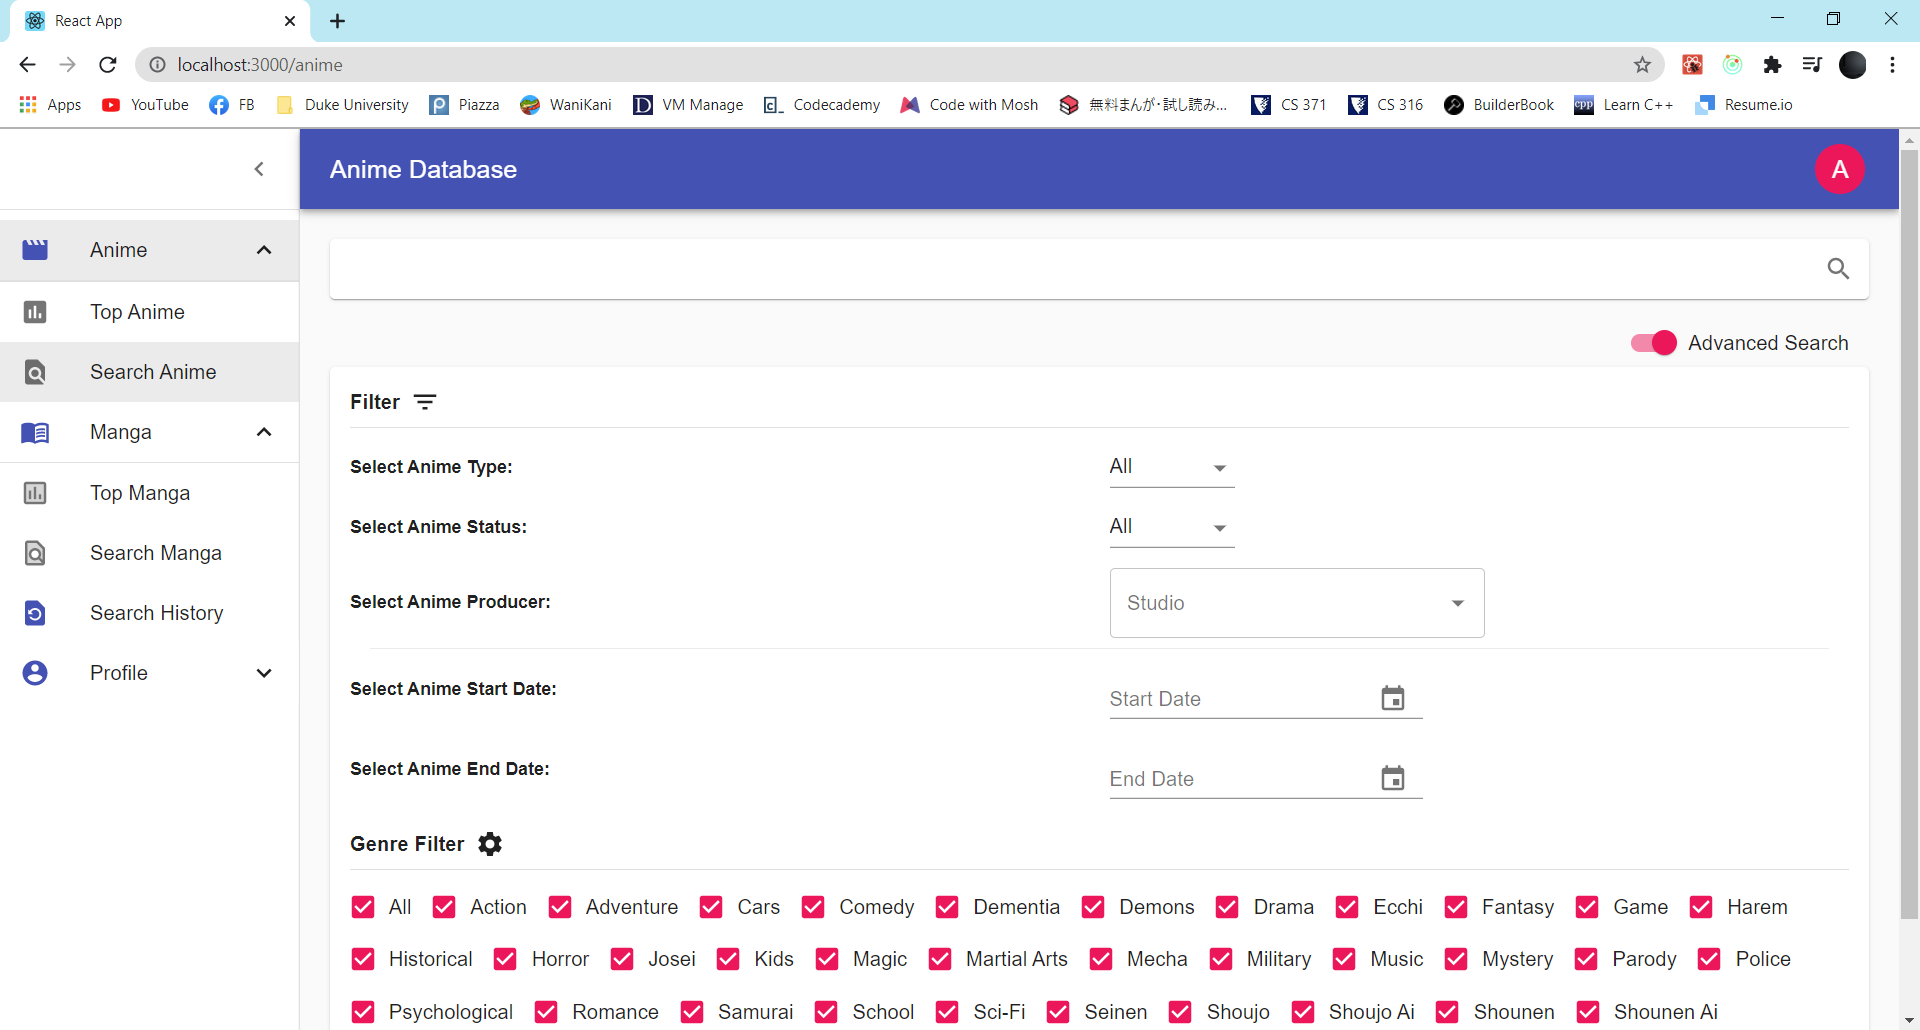 React App
localhost:3000/anime
Apps YouTube FB Duke University Piazza WaniKani VM Manage Codecademy Code with Mosh 無料まんが・試し読み... CS 371 CS 316 BuilderBook Learn C++ Resume.io
Anime Database
A
Anime
Top Anime
Search Anime
Manga
Top Manga
Search Manga
Search History
Profile
Advanced Search
Filter
Select Anime Type: All
Select Anime Status: All
Select Anime Producer: Studio
Select Anime Start Date: Start Date
Select Anime End Date: End Date
Genre Filter
All Action Adventure Cars Comedy Dementia Demons Drama Ecchi Fantasy Game Harem
Historical Horror Josei Kids Magic Martial Arts Mecha Military Music Mystery Parody Police
Psychological Romance Samurai School Sci-Fi Seinen Shoujo Shoujo Ai Shounen Shounen Ai